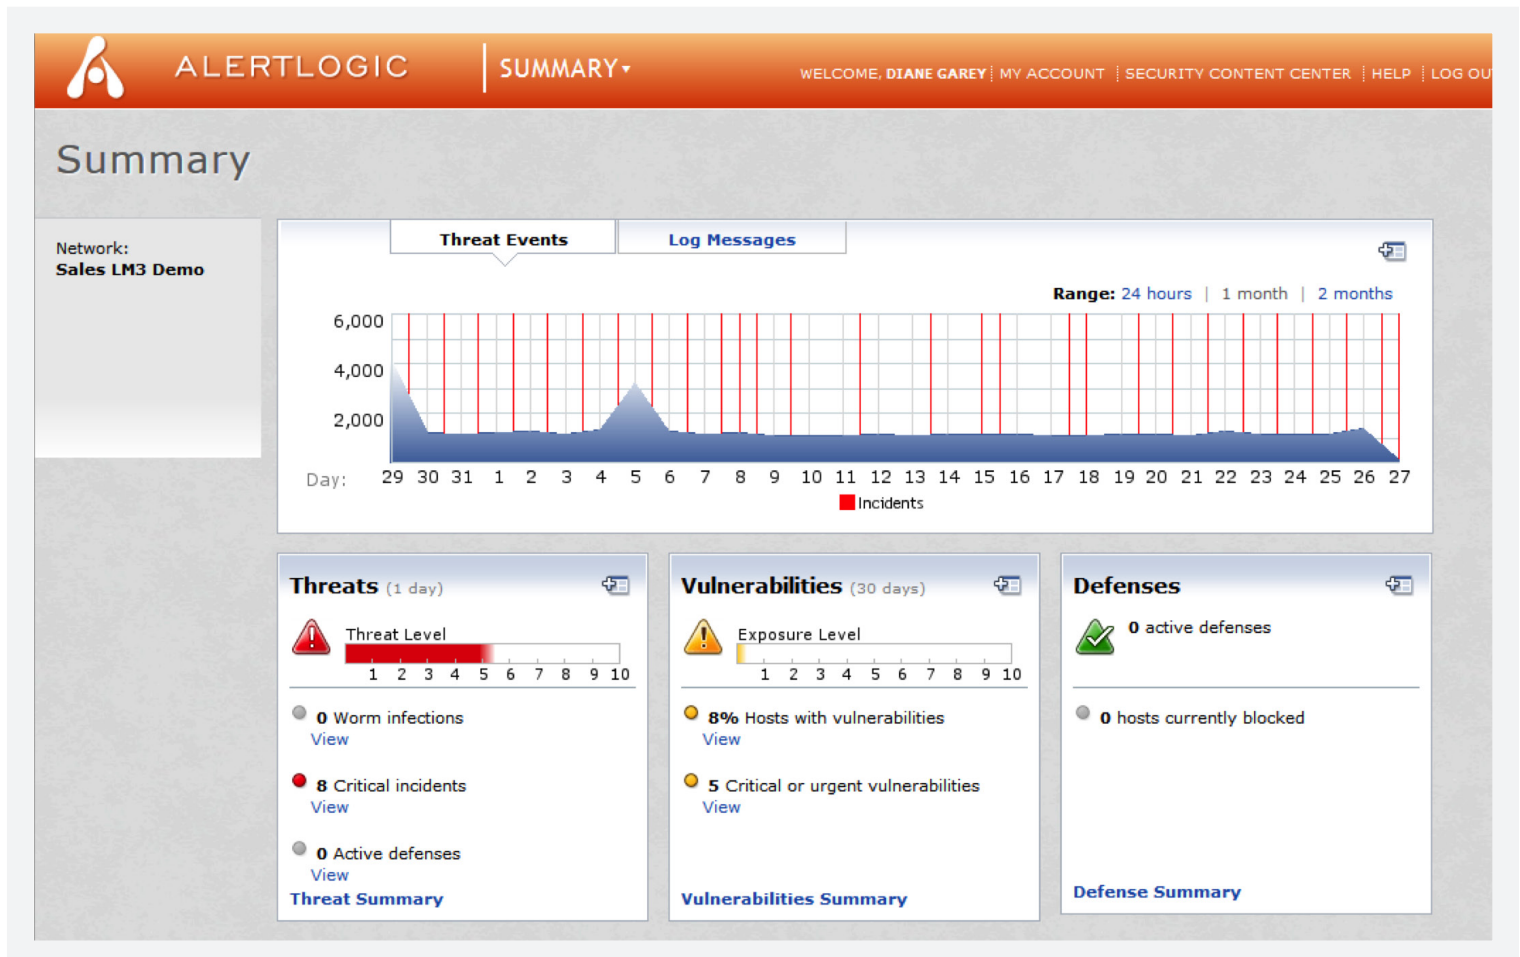 ALERTLOGIC
SUMMARY
WELCOME, DIANE GAREY MY ACCOUNT SECURITY CONTENT CENTER HELP LOG OU
Summary
Network:
Sales LM3 Demo
Threat Events
Log Messages
Range: 24 hours | 1 month | 2 months
6,000
4,000
2,000
Day: 29 30 31 1 2 3 4 5 6 7 8 9 10 11 12 13 14 15 16 17 18 19 20 21 22 23 24 25 26 27
Incidents
Threats (1 day)
Threat Level
1 2 3 4 5 6 7 8 9 10
0 Worm infections
View
8 Critical incidents
View
0 Active defenses
View
Threat Summary
Vulnerabilities (30 days)
Exposure Level
1 2 3 4 5 6 7 8 9 10
8% Hosts with vulnerabilities
View
5 Critical or urgent vulnerabilities
View
Vulnerabilities Summary
Defenses
0 active defenses
0 hosts currently blocked
Defense Summary